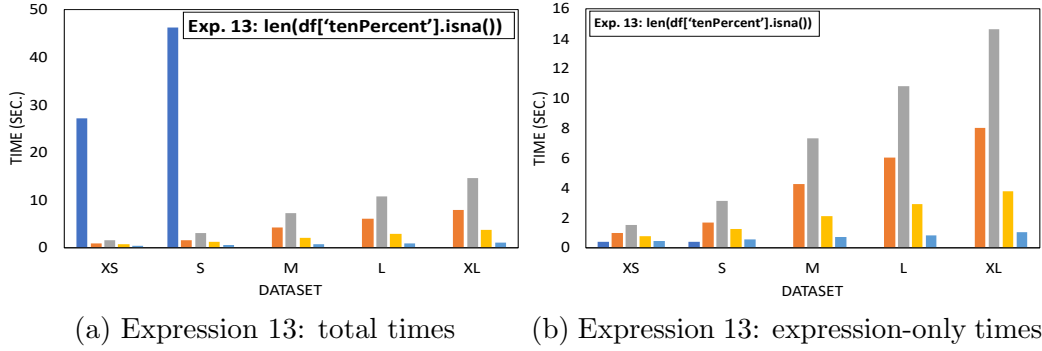 Exp. 13: len(df[‘tenPercent’].isna())
50
40
30
20
10
0
TIME (SEC.)
XS S M L XL
DATASET
(a) Expression 13: total times
Exp. 13: len(df[‘tenPercent’].isna())
16
14
12
10
8
6
4
2
0
TIME (SEC.)
XS S M L XL
DATASET
(b) Expression 13: expression-only times